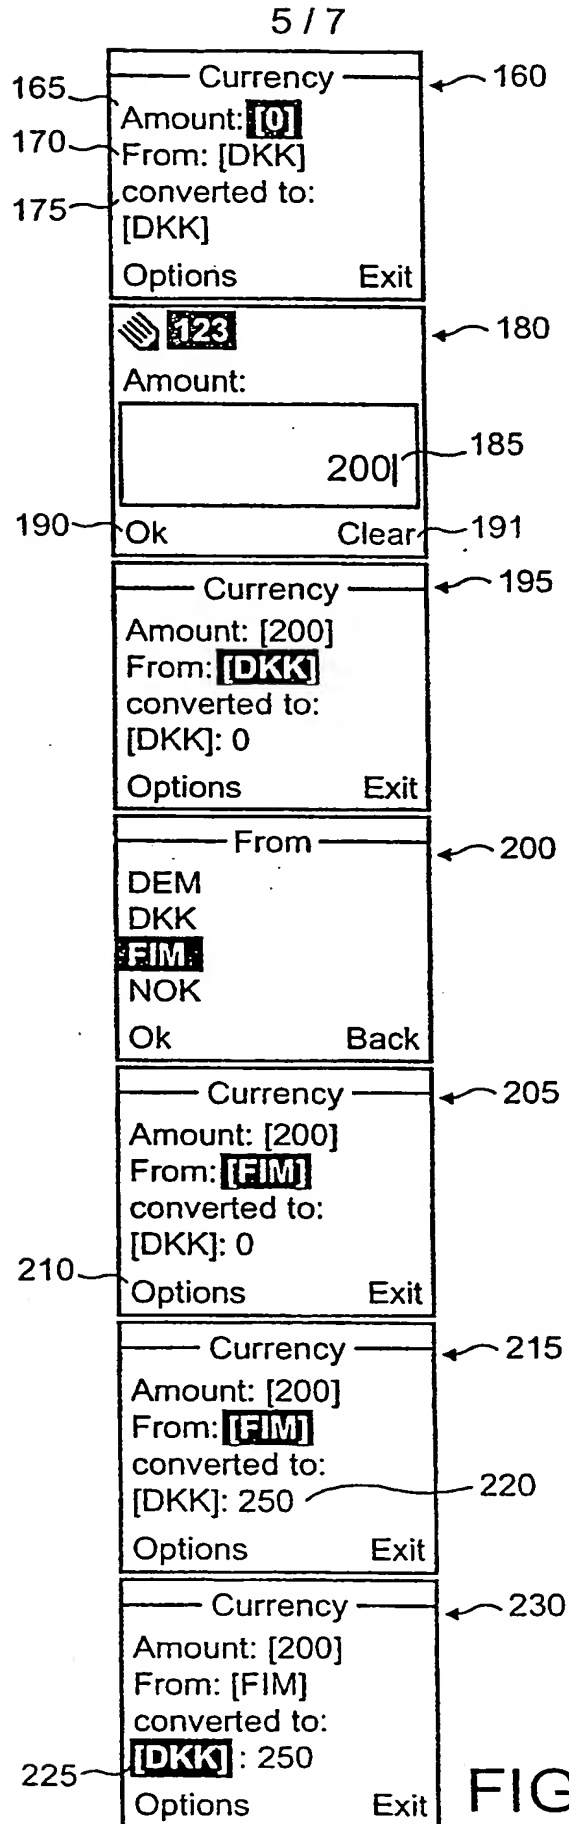 5 / 7
Currency
160
165
Amount: [0]
170
From: [DKK]
175
converted to:
[DKK]
Options Exit
123
180
Amount:
200
185
190
Ok Clear
191
Currency
195
Amount: [200]
From: [DKK]
converted to:
[DKK]: 0
Options Exit
From
200
DEM
DKK
FIM
NOK
Ok Back
Currency
205
Amount: [200]
From: [FIM]
converted to:
[DKK]: 0
210
Options Exit
Currency
215
Amount: [200]
From: [FIM]
converted to:
[DKK]: 250
220
Options Exit
Currency
230
Amount: [200]
From: [FIM]
converted to:
[DKK] : 250
225
Options Exit
FIG